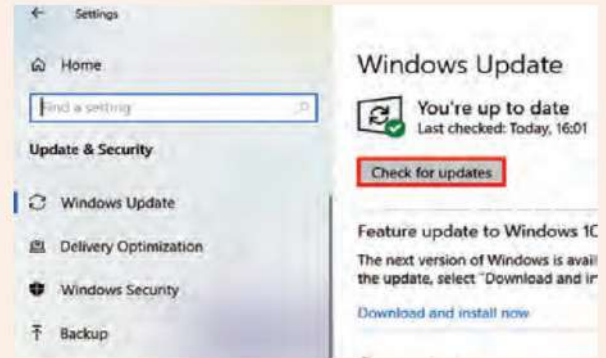 Settings
Home
Find a setting
Update & Security
Windows Update
Delivery Optimization
Windows Security
Backup
Windows Update
You're up to date
Last checked: Today, 16:01
Check for updates
Feature update to Windows 10
The next version of Windows is avail
the update, select "Download and in
Download and install now